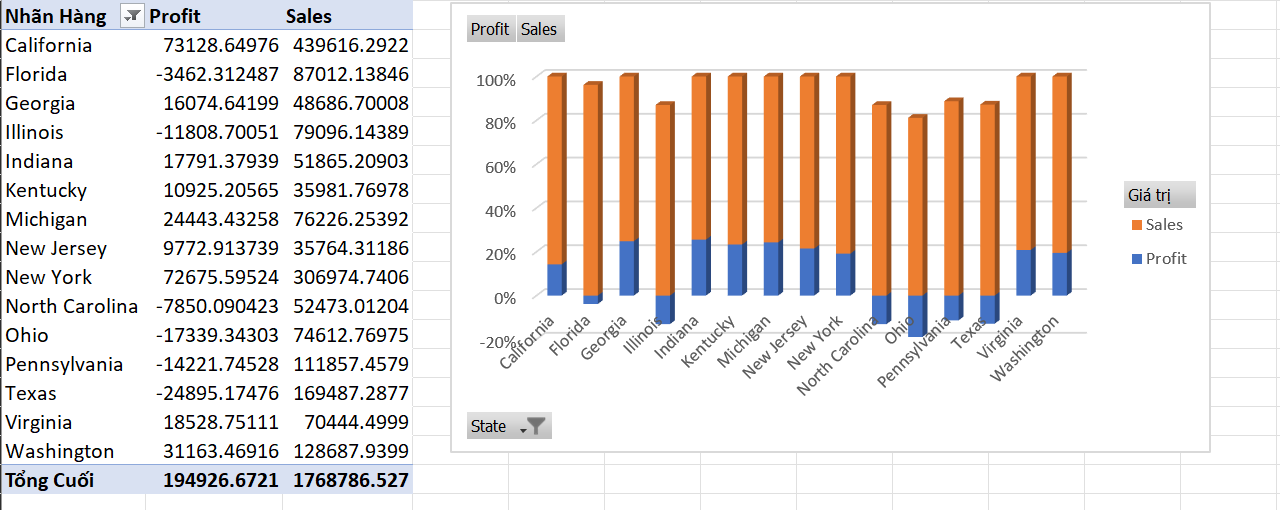 Nhãn Hàng Profit Sales
California 73128.64976 439616.2922
Florida -3462.312487 87012.13846
Georgia 16074.64199 48686.70008
Illinois -11808.70051 79096.14389
Indiana 17791.37939 51865.20903
Kentucky 10925.20565 35981.76978
Michigan 24443.43258 76226.25392
New Jersey 9772.913739 35764.31186
New York 72675.59524 306974.7406
North Carolina -7850.090423 52473.01204
Ohio -17339.34303 74612.76975
Pennsylvania -14221.74528 111857.4579
Texas -24895.17476 169487.2877
Virginia 18528.75111 70444.4999
Washington 31163.46916 128687.9399
Tổng Cuối 194926.6721 1768786.527
Profit Sales
100%
80%
60%
40%
20%
0%
-20%
California
Florida
Georgia
Illinois
Indiana
Kentucky
Michigan
New Jersey
New York
North Carolina
Ohio
Pennsylvania
Texas
Virginia
Washington
Giá trị
Sales
Profit
State